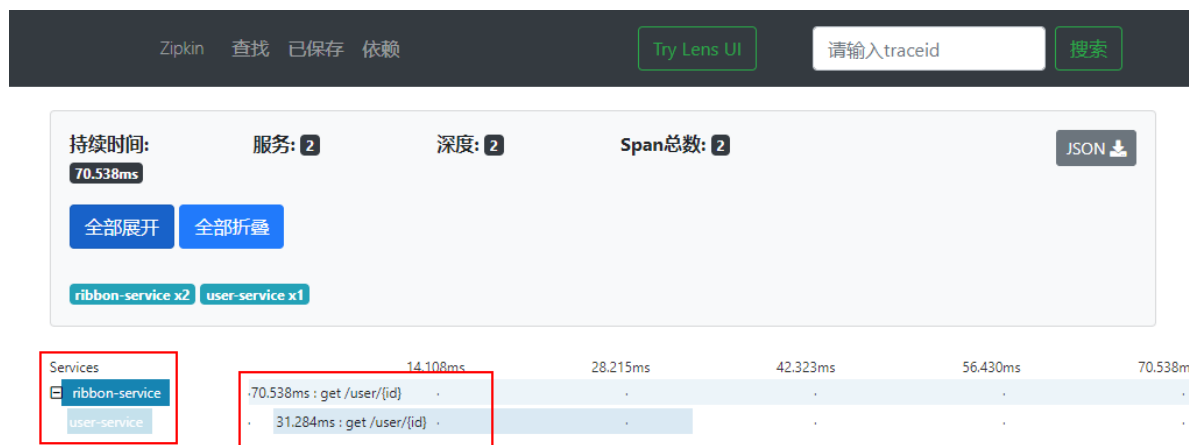 Zipkin 查找 已保存 依赖 Try Lens UI 请输入traceid 搜索
持续时间: 服务: 2 深度: 2 Span总数: 2 JSON
70.538ms
全部展开 全部折叠
ribbon-service x2 user-service x1
Services 14.108ms 28.215ms 42.323ms 56.430ms 70.538m
ribbon-service 70.538ms : get /user/{id}
user-service 31.284ms : get /user/{id}